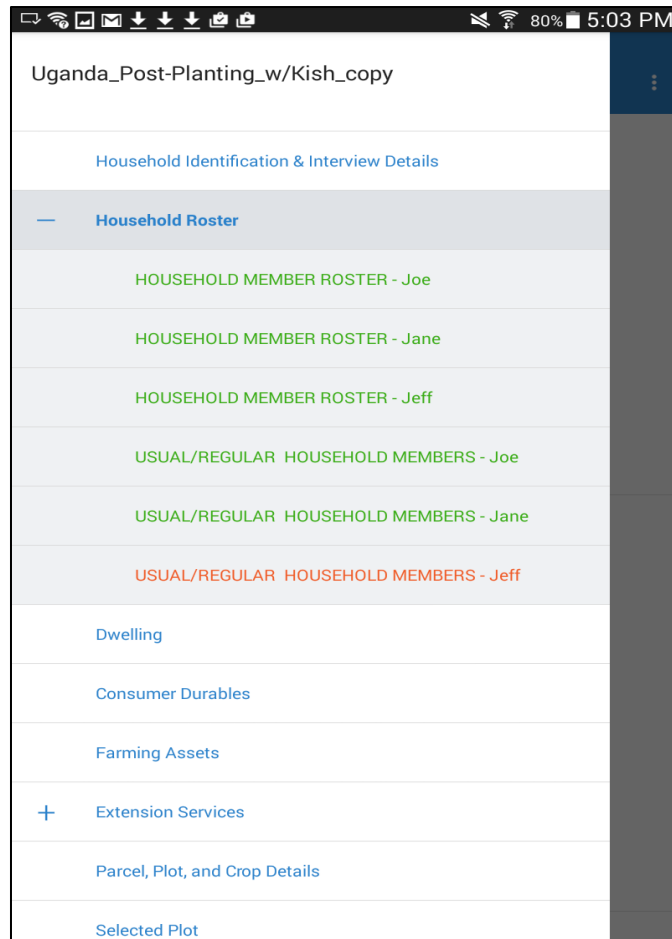 80% 5:03 PM
Uganda_Post-Planting_w/Kish_copy
Household Identification & Interview Details
— Household Roster
HOUSEHOLD MEMBER ROSTER - Joe
HOUSEHOLD MEMBER ROSTER - Jane
HOUSEHOLD MEMBER ROSTER - Jeff
USUAL/REGULAR  HOUSEHOLD MEMBERS - Joe
USUAL/REGULAR  HOUSEHOLD MEMBERS - Jane
USUAL/REGULAR  HOUSEHOLD MEMBERS - Jeff
Dwelling
Consumer Durables
Farming Assets
+ Extension Services
Parcel, Plot, and Crop Details
Selected Plot